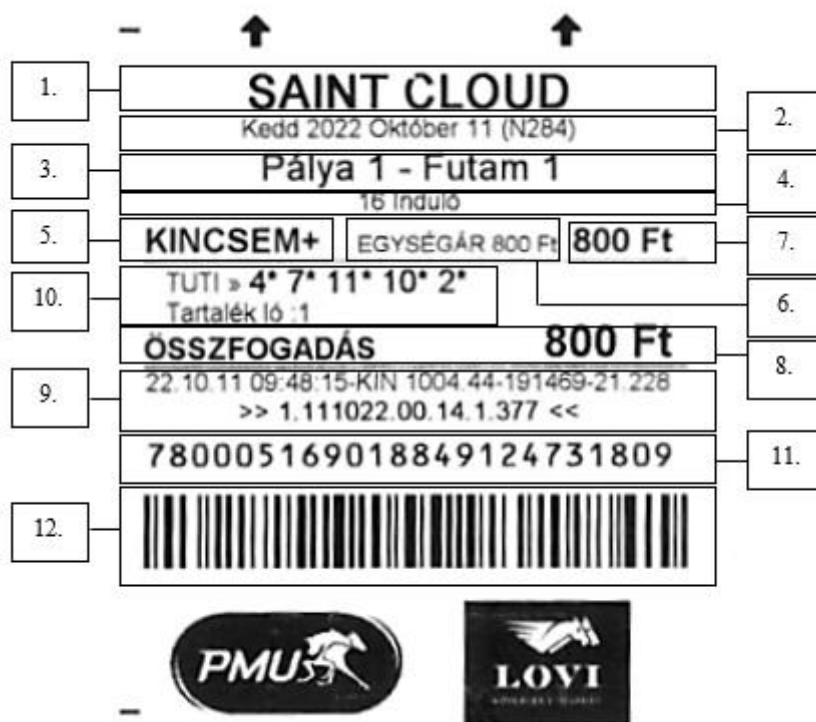 1.
SAINT CLOUD
Kedd 2022 Október 11 (N284)
2.
3.
Pálya 1 - Futam 1
16 Induló
4.
5.
KINCSEM+ EGYSÉGÁR 800 Ft 800 Ft
7.
10.
TUTI » 4* 7* 11* 10* 2*
Tartalék ló :1
6.
ÖSSZFOGADÁS 800 Ft
8.
9.
22.10.11 09:48:15-KIN 1004.44-191469-21.228
>> 1.111022.00.14.1.377 <<
78000516901884912473​1809
11.
12.
PMU
LOVI